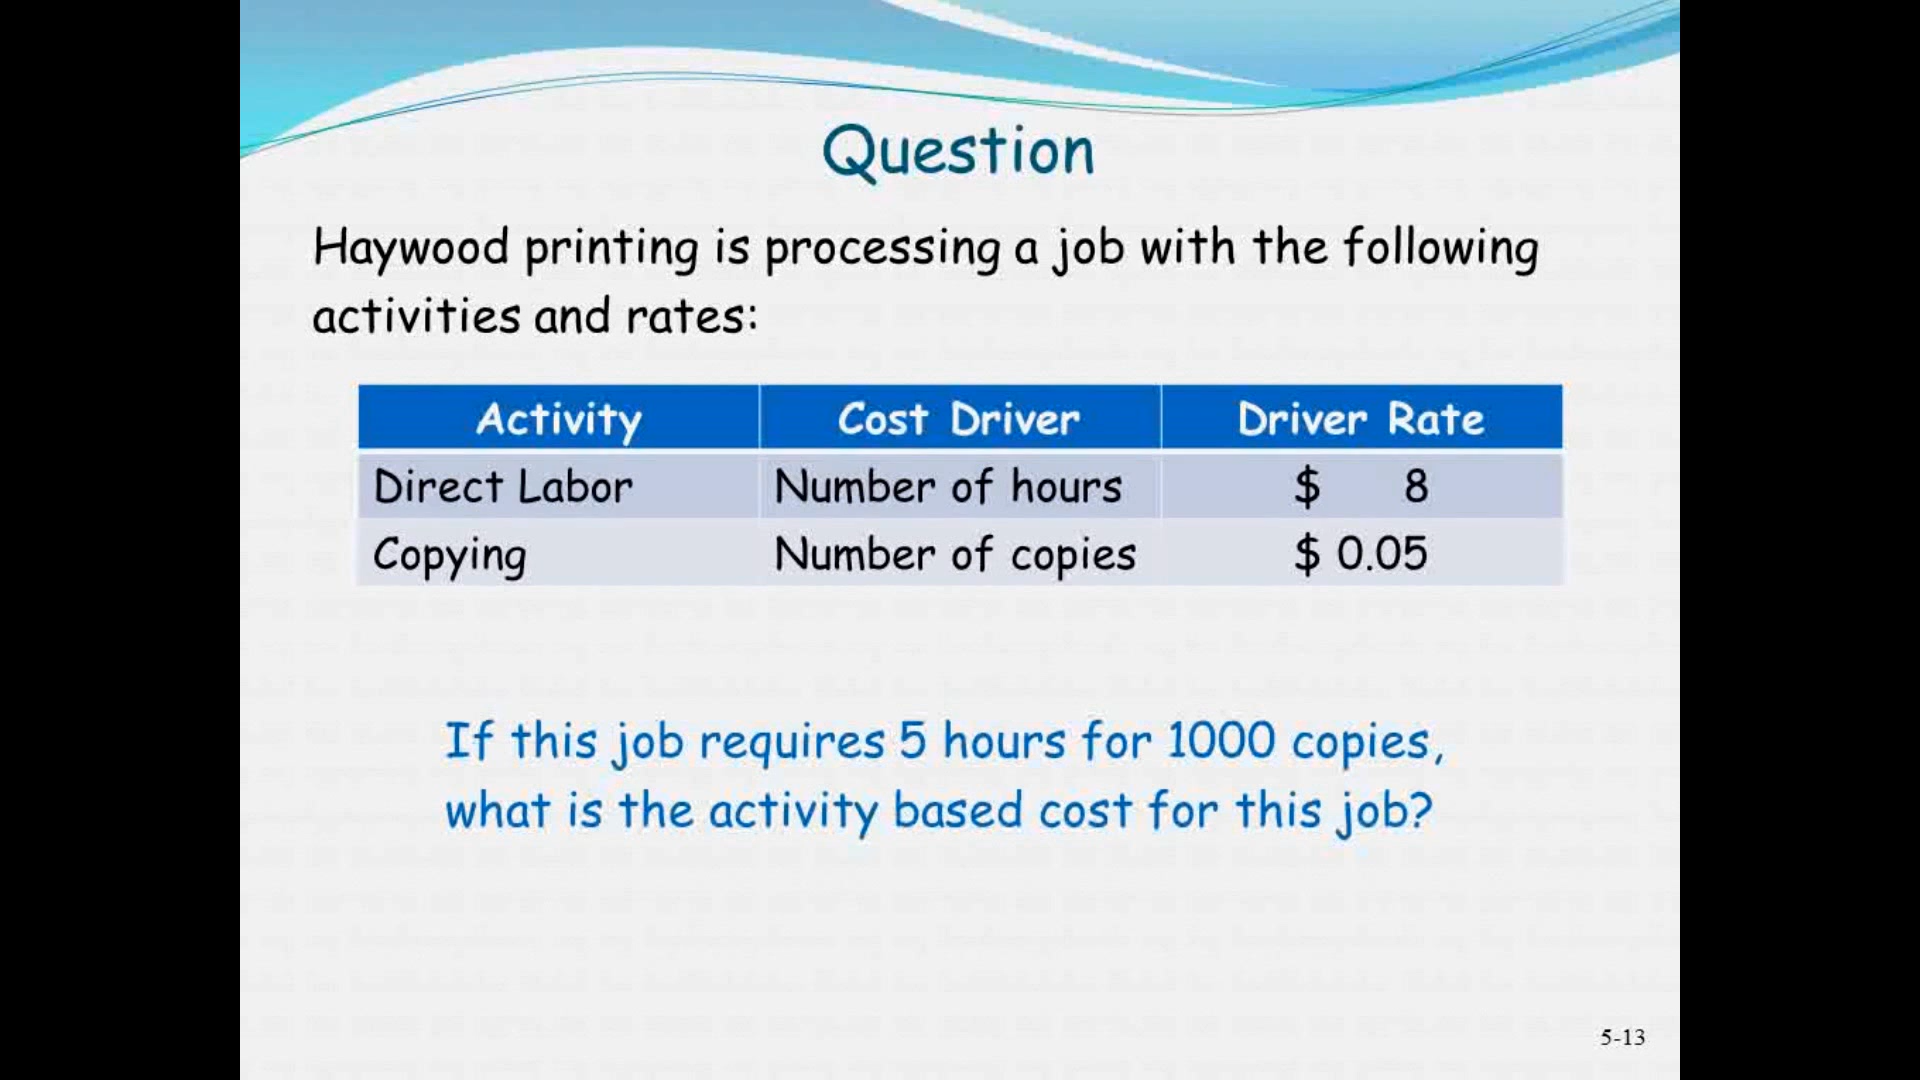 Question
Haywood printing is processing a job with the following
activities and rates:
Activity Cost Driver Driver Rate
Direct Labor Number of hours $ 8
Copying Number of copies $ 0.05
If this job requires 5 hours for 1000 copies,
what is the activity based cost for this job?
5-13